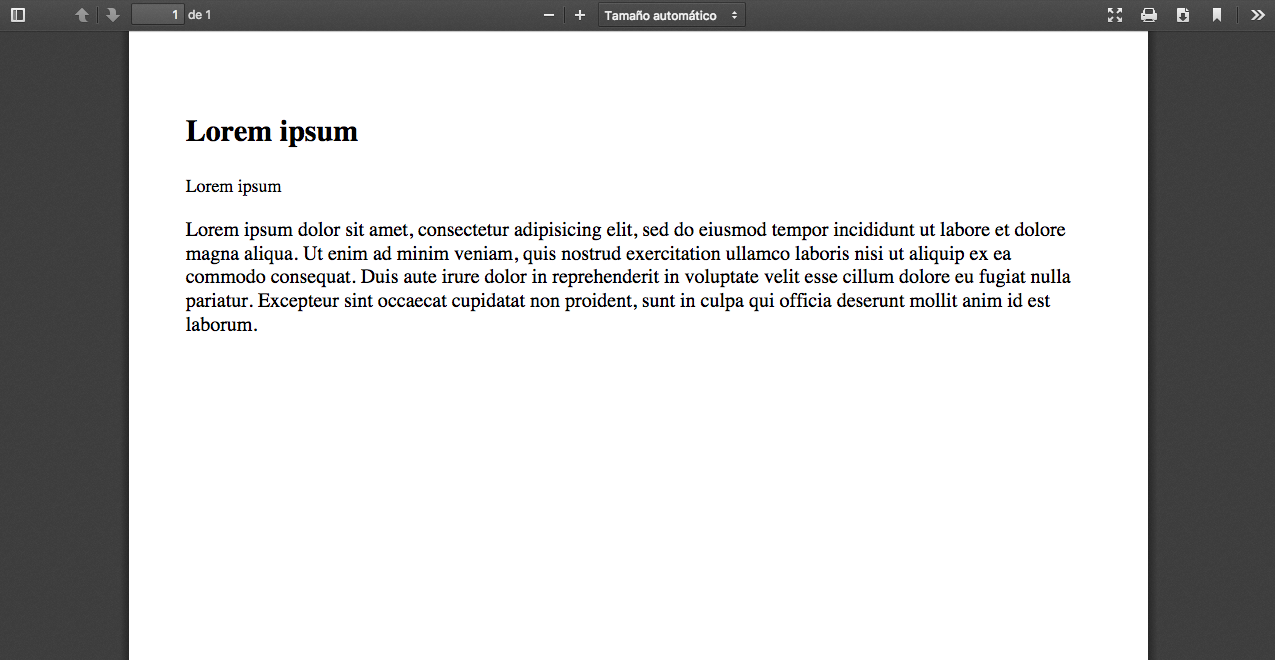 1 de 1 Tamaño automático
Lorem ipsum
Lorem ipsum
Lorem ipsum dolor sit amet, consectetur adipisicing elit, sed do eiusmod tempor incididunt ut labore et dolore
magna aliqua. Ut enim ad minim veniam, quis nostrud exercitation ullamco laboris nisi ut aliquip ex ea
commodo consequat. Duis aute irure dolor in reprehenderit in voluptate velit esse cillum dolore eu fugiat nulla
pariatur. Excepteur sint occaecat cupidatat non proident, sunt in culpa qui officia deserunt mollit anim id est
laborum.